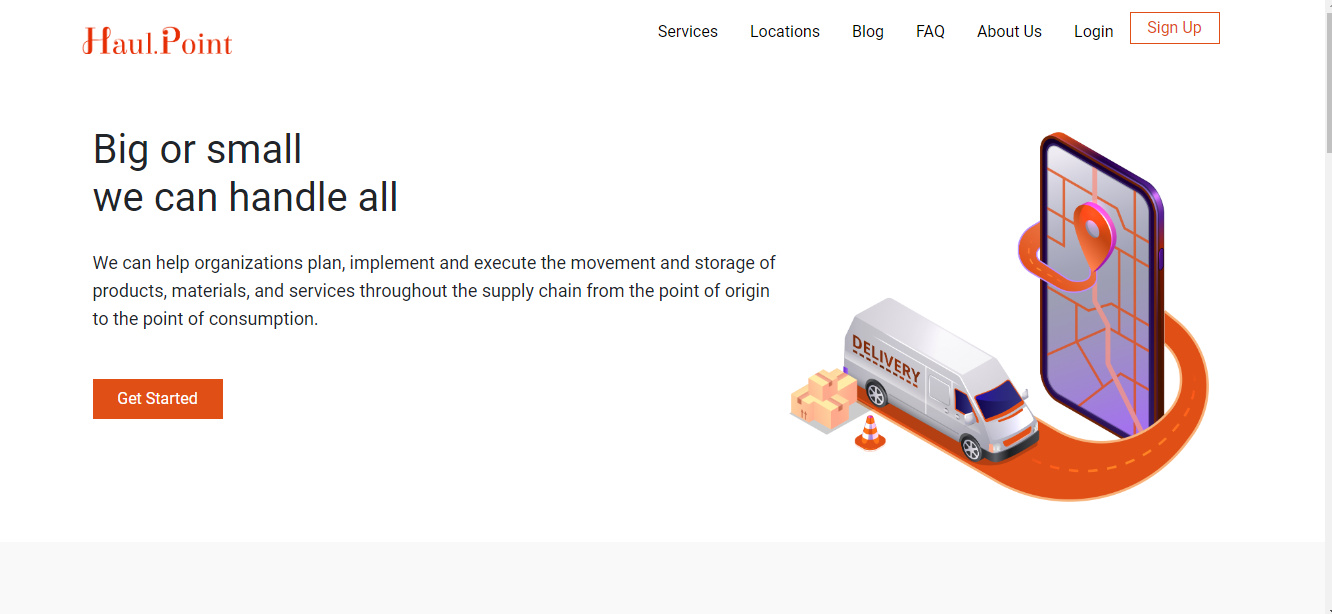 Haul.Point
Services Locations Blog FAQ About Us Login Sign Up
Big or small
we can handle all
We can help organizations plan, implement and execute the movement and storage of
products, materials, and services throughout the supply chain from the point of origin
to the point of consumption.
Get Started
DELIVERY